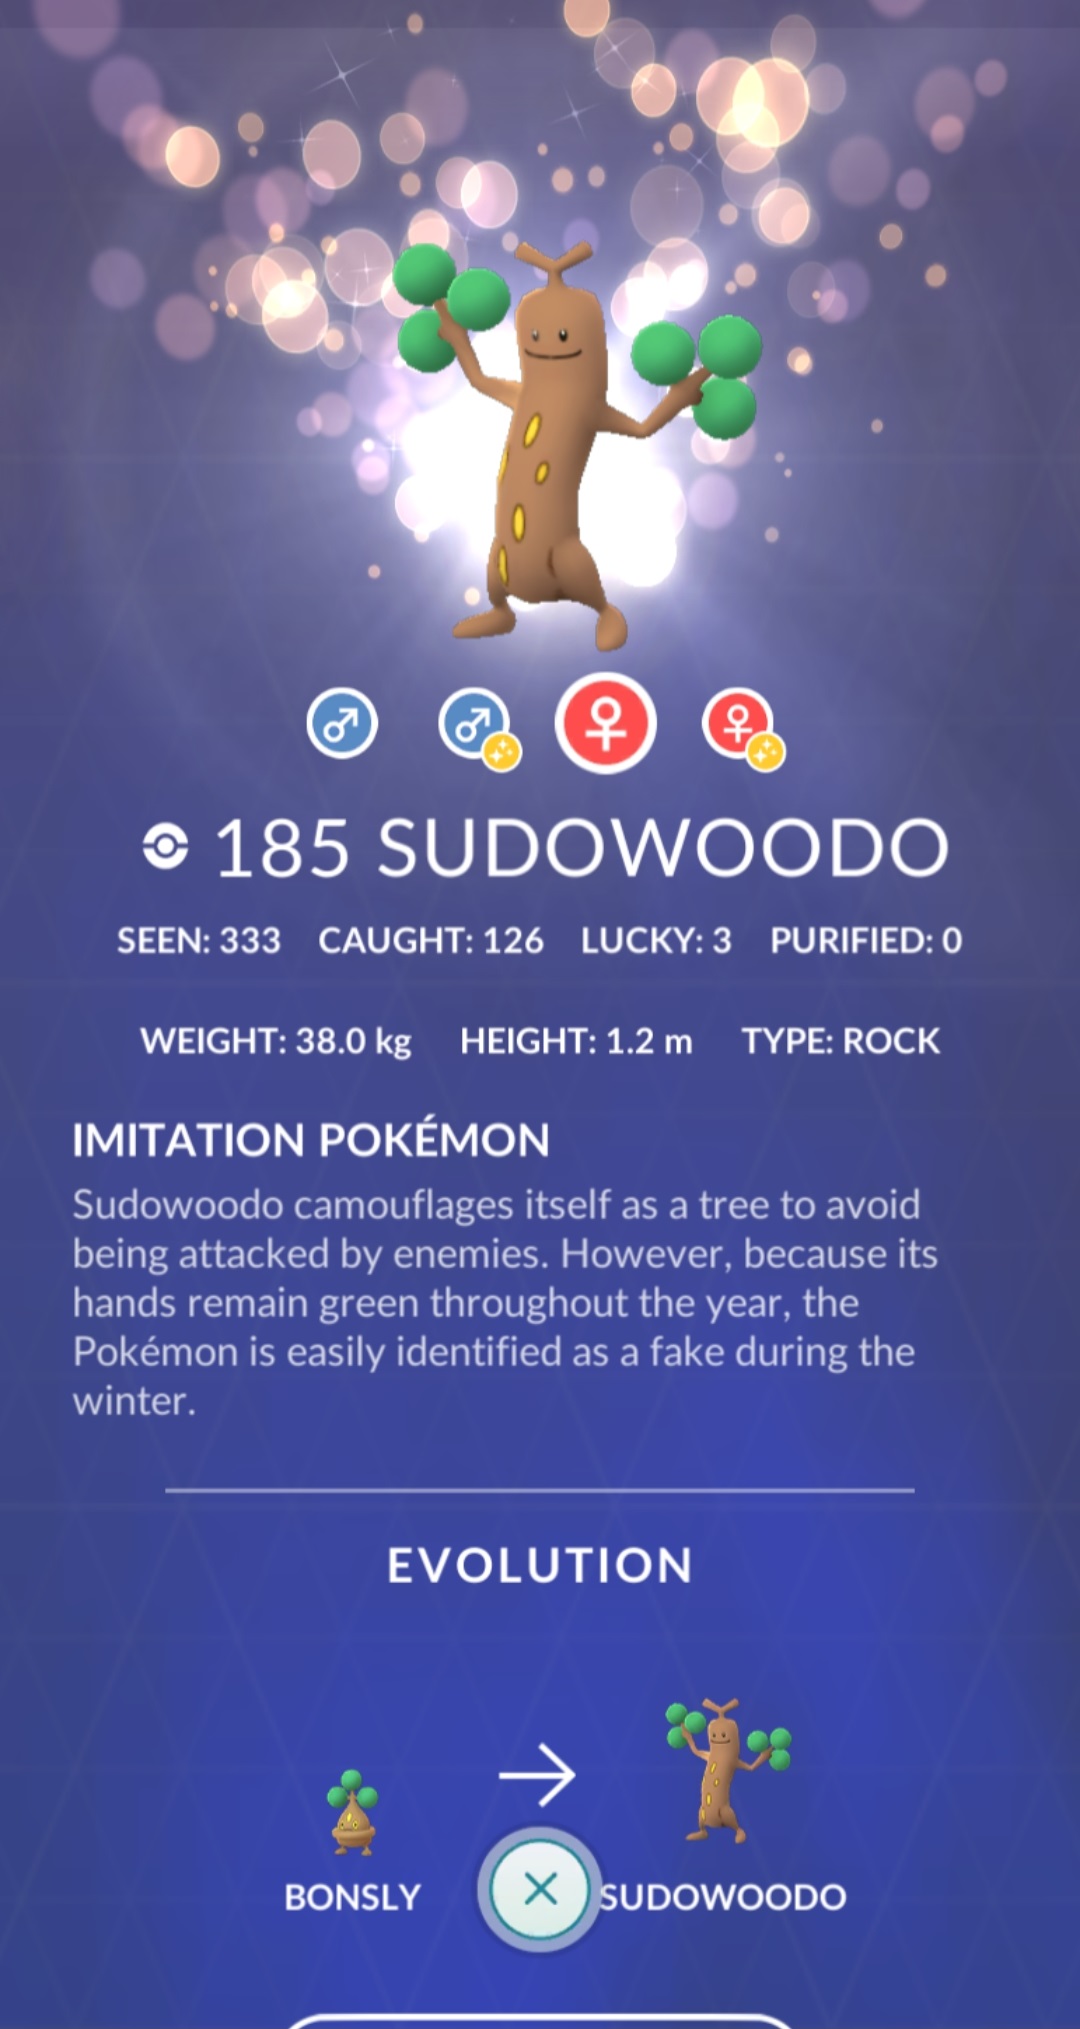 185 SUDOWOODO
SEEN: 333 CAUGHT: 126 LUCKY: 3 PURIFIED: 0
WEIGHT: 38.0 kg HEIGHT: 1.2 m TYPE: ROCK
IMITATION POKÉMON
Sudowoodo camouflages itself as a tree to avoid
being attacked by enemies. However, because its
hands remain green throughout the year, the
Pokémon is easily identified as a fake during the
winter.
EVOLUTION
BONSLY SUDOWOODO